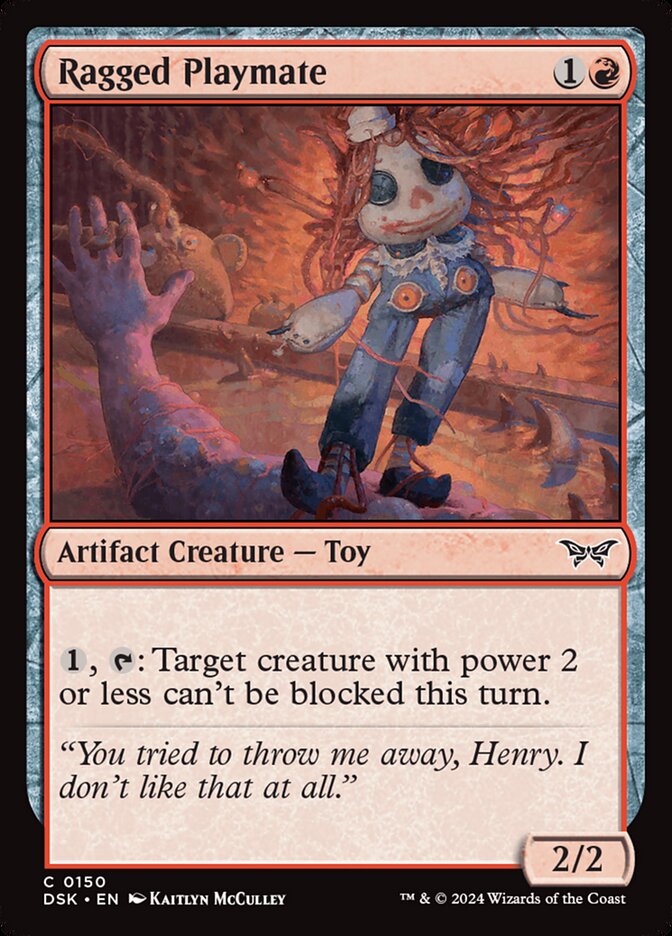 Ragged Playmate 1
Artifact Creature — Toy
1, : Target creature with power 2
or less can't be blocked this turn.
“You tried to throw me away, Henry. I
don't like that at all.”
2/2
C 0150
DSK • EN Kaitlyn McCulley
™ & © 2024 Wizards of the Coast